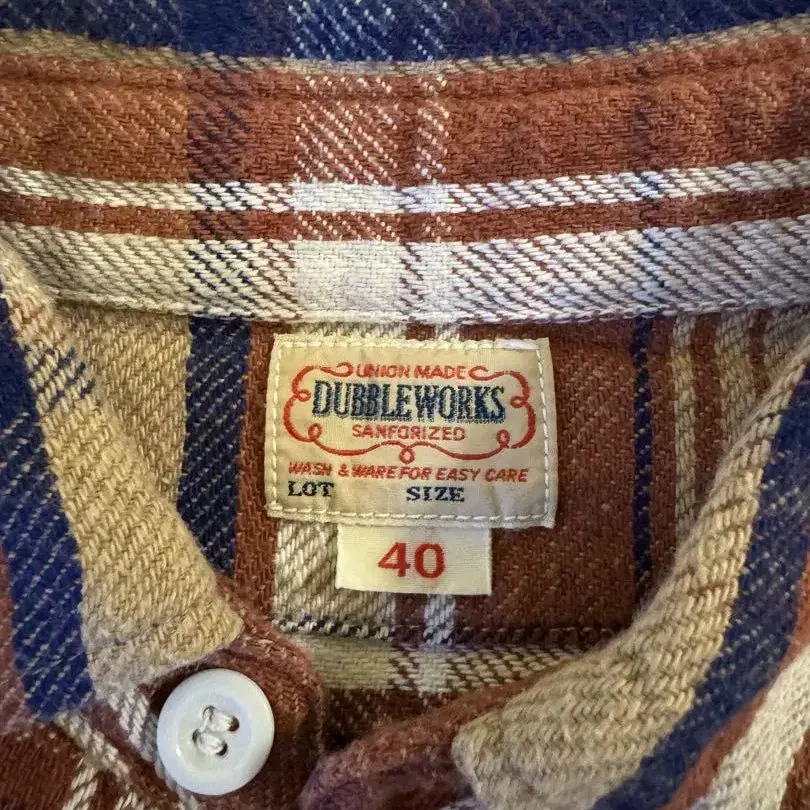 UNION MADE
DUBBLEWORKS
SANFORIZED
WASH & WARE FOR EASY CARE
LOT SIZE
40